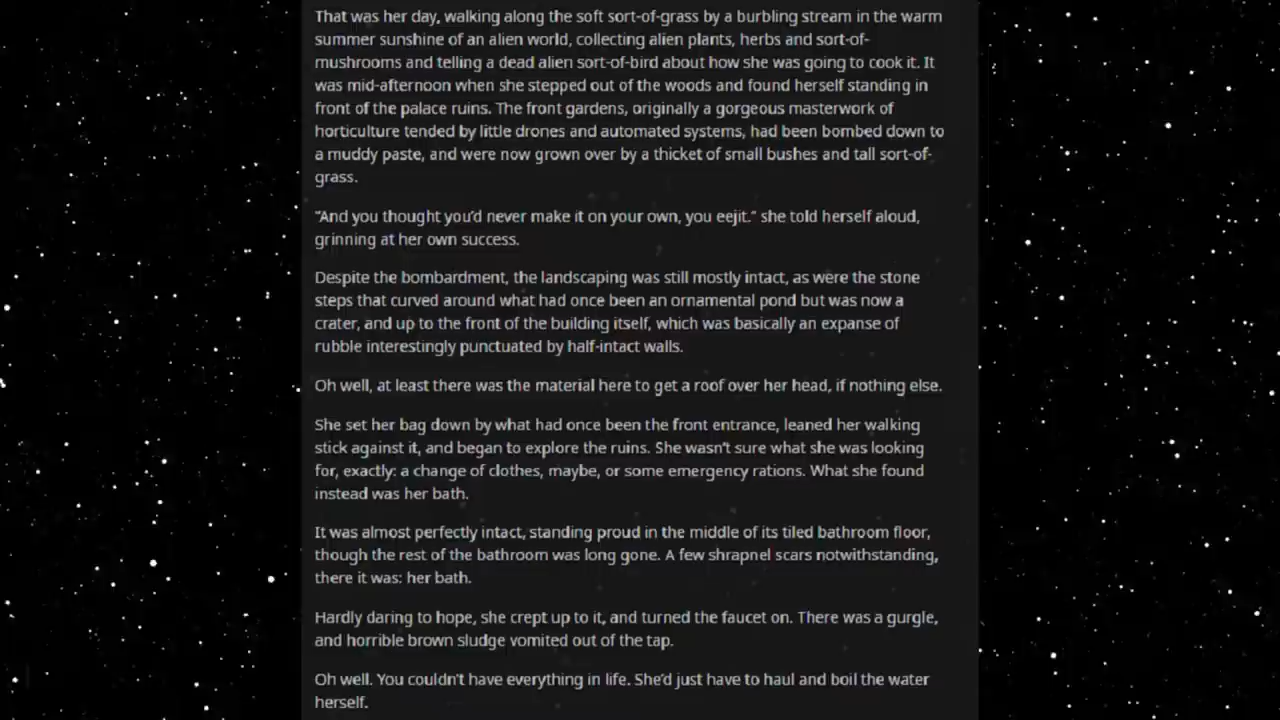 That was her day, walking along the soft sort-of-grass by a burbling stream in the warm
summer sunshine of an alien world, collecting alien plants, herbs and sort-of-
mushrooms and telling a dead alien sort-of-bird about how she was going to cook it. It
was mid-afternoon when she stepped out of the woods and found herself standing in
front of the palace ruins. The front gardens, originally a gorgeous masterwork of
horticulture tended by little drones and automated systems, had been bombed down to
a muddy paste, and were now grown over by a thicket of small bushes and tall sort-of-
grass.
“And you thought you’d never make it on your own, you eejit.” she told herself aloud,
grinning at her own success.
Despite the bombardment, the landscaping was still mostly intact, as were the stone
steps that curved around what had once been an ornamental pond but was now a
crater, and up to the front of the building itself, which was basically an expanse of
rubble interestingly punctuated by half-intact walls.
Oh well, at least there was the material here to get a roof over her head, if nothing else.
She set her bag down by what had once been the front entrance, leaned her walking
stick against it, and began to explore the ruins. She wasn’t sure what she was looking
for, exactly: a change of clothes, maybe, or some emergency rations. What she found
instead was her bath.
It was almost perfectly intact, standing proud in the middle of its tiled bathroom floor,
though the rest of the bathroom was long gone. A few shrapnel scars notwithstanding,
there it was: her bath.
Hardly daring to hope, she crept up to it, and turned the faucet on. There was a gurgle,
and horrible brown sludge vomited out of the tap.
Oh well. You couldn’t have everything in life. She’d just have to haul and boil the water
herself.